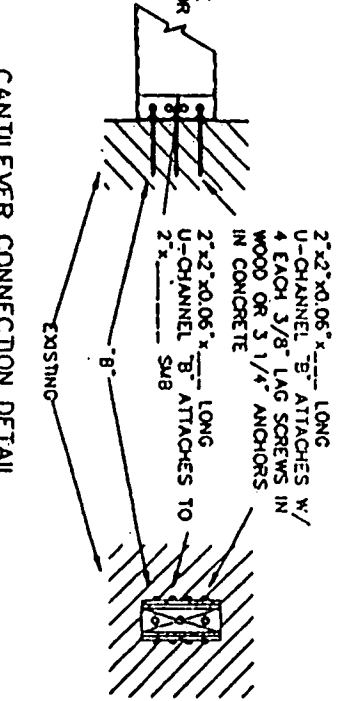 OR
2"x2"x0.06"x____ LONG
U-CHANNEL "B" ATTACHES W/
4 EACH 3/8" LAG SCREWS IN
WOOD OR 3 1/4" ANCHORS
IN CONCRETE
2"x2"x0.06"x____ LONG
U-CHANNEL "B" ATTACHES TO
2"x____ SMB
"B"
EXISTING
CANTILEVER CONNECTION DETAIL